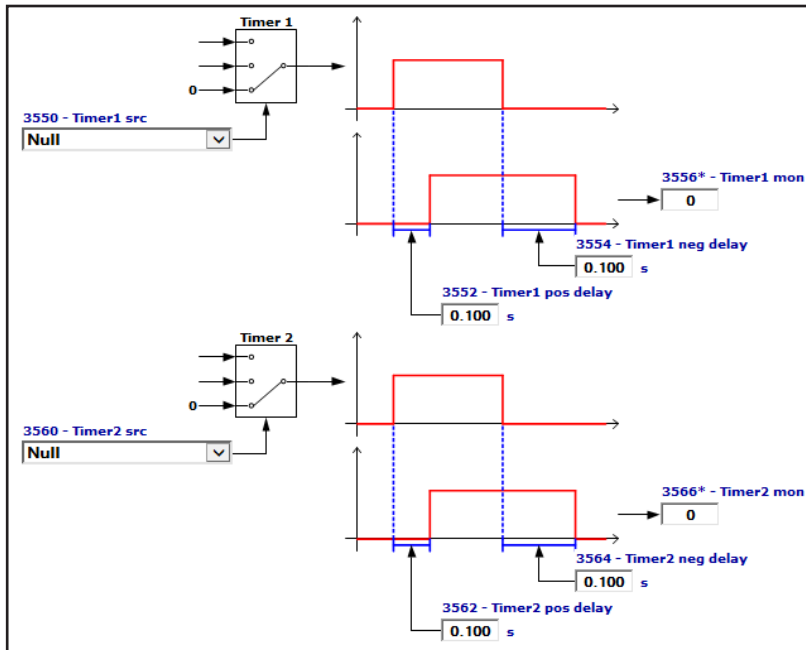 Timer 1
0
3550 - Timer1 src
Null
3556* - Timer1 mon
0
3554 - Timer1 neg delay
0.100 s
3552 - Timer1 pos delay
0.100 s
Timer 2
0
3560 - Timer2 src
Null
3566* - Timer2 mon
0
3564 - Timer2 neg delay
0.100 s
3562 - Timer2 pos delay
0.100 s